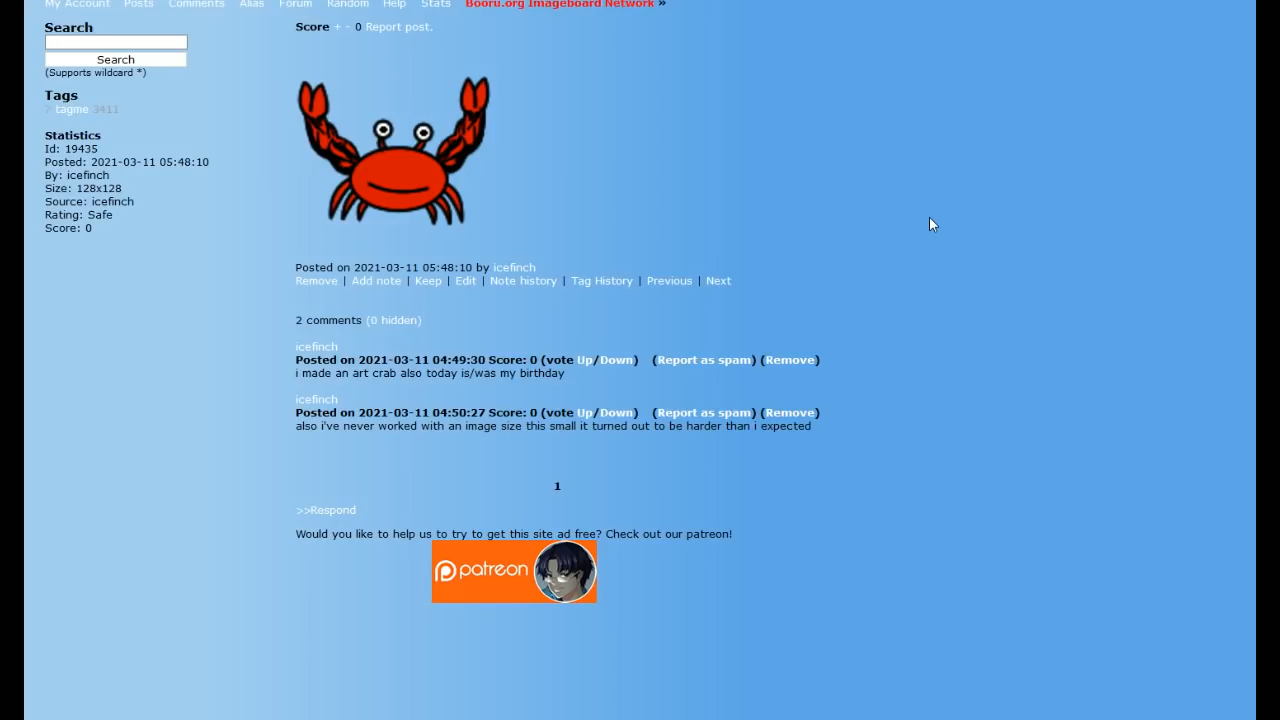 My Account Posts Comments Alias Forum Random Help Stats Booru.org Imageboard Network »
Search
Search
(Supports wildcard *)
Tags
? tagme 3411
Statistics
Id: 19435
Posted: 2021-03-11 05:48:10
By: icefinch
Size: 128x128
Source: icefinch
Rating: Safe
Score: 0
Score + - 0 Report post.
Posted on 2021-03-11 05:48:10 by icefinch
Remove | Add note | Keep | Edit | Note history | Tag History | Previous | Next
2 comments (0 hidden)
icefinch
Posted on 2021-03-11 04:49:30 Score: 0 (vote Up/Down) (Report as spam) (Remove)
i made an art crab also today is/was my birthday
icefinch
Posted on 2021-03-11 04:50:27 Score: 0 (vote Up/Down) (Report as spam) (Remove)
also i've never worked with an image size this small it turned out to be harder than i expected
1
>>Respond
Would you like to help us to try to get this site ad free? Check out our patreon!
patreon